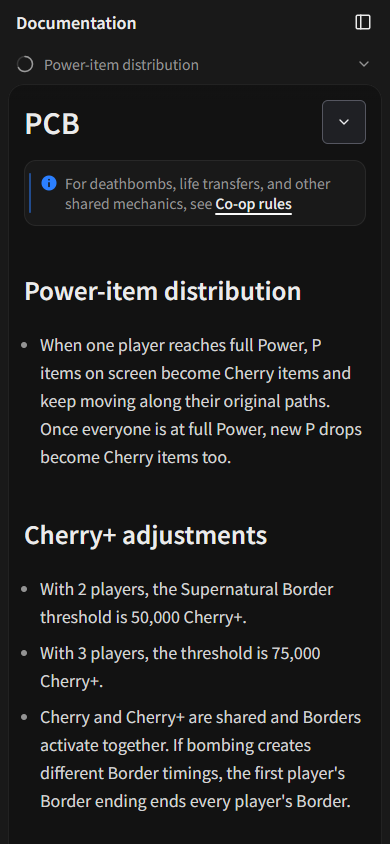 Documentation
Power-item distribution
PCB
For deathbombs, life transfers, and other
shared mechanics, see Co-op rules
Power-item distribution
When one player reaches full Power, P
items on screen become Cherry items and
keep moving along their original paths.
Once everyone is at full Power, new P drops
become Cherry items too.
Cherry+ adjustments
With 2 players, the Supernatural Border
threshold is 50,000 Cherry+.
With 3 players, the threshold is 75,000
Cherry+.
Cherry and Cherry+ are shared and Borders
activate together. If bombing creates
different Border timings, the first player's
Border ending ends every player's Border.